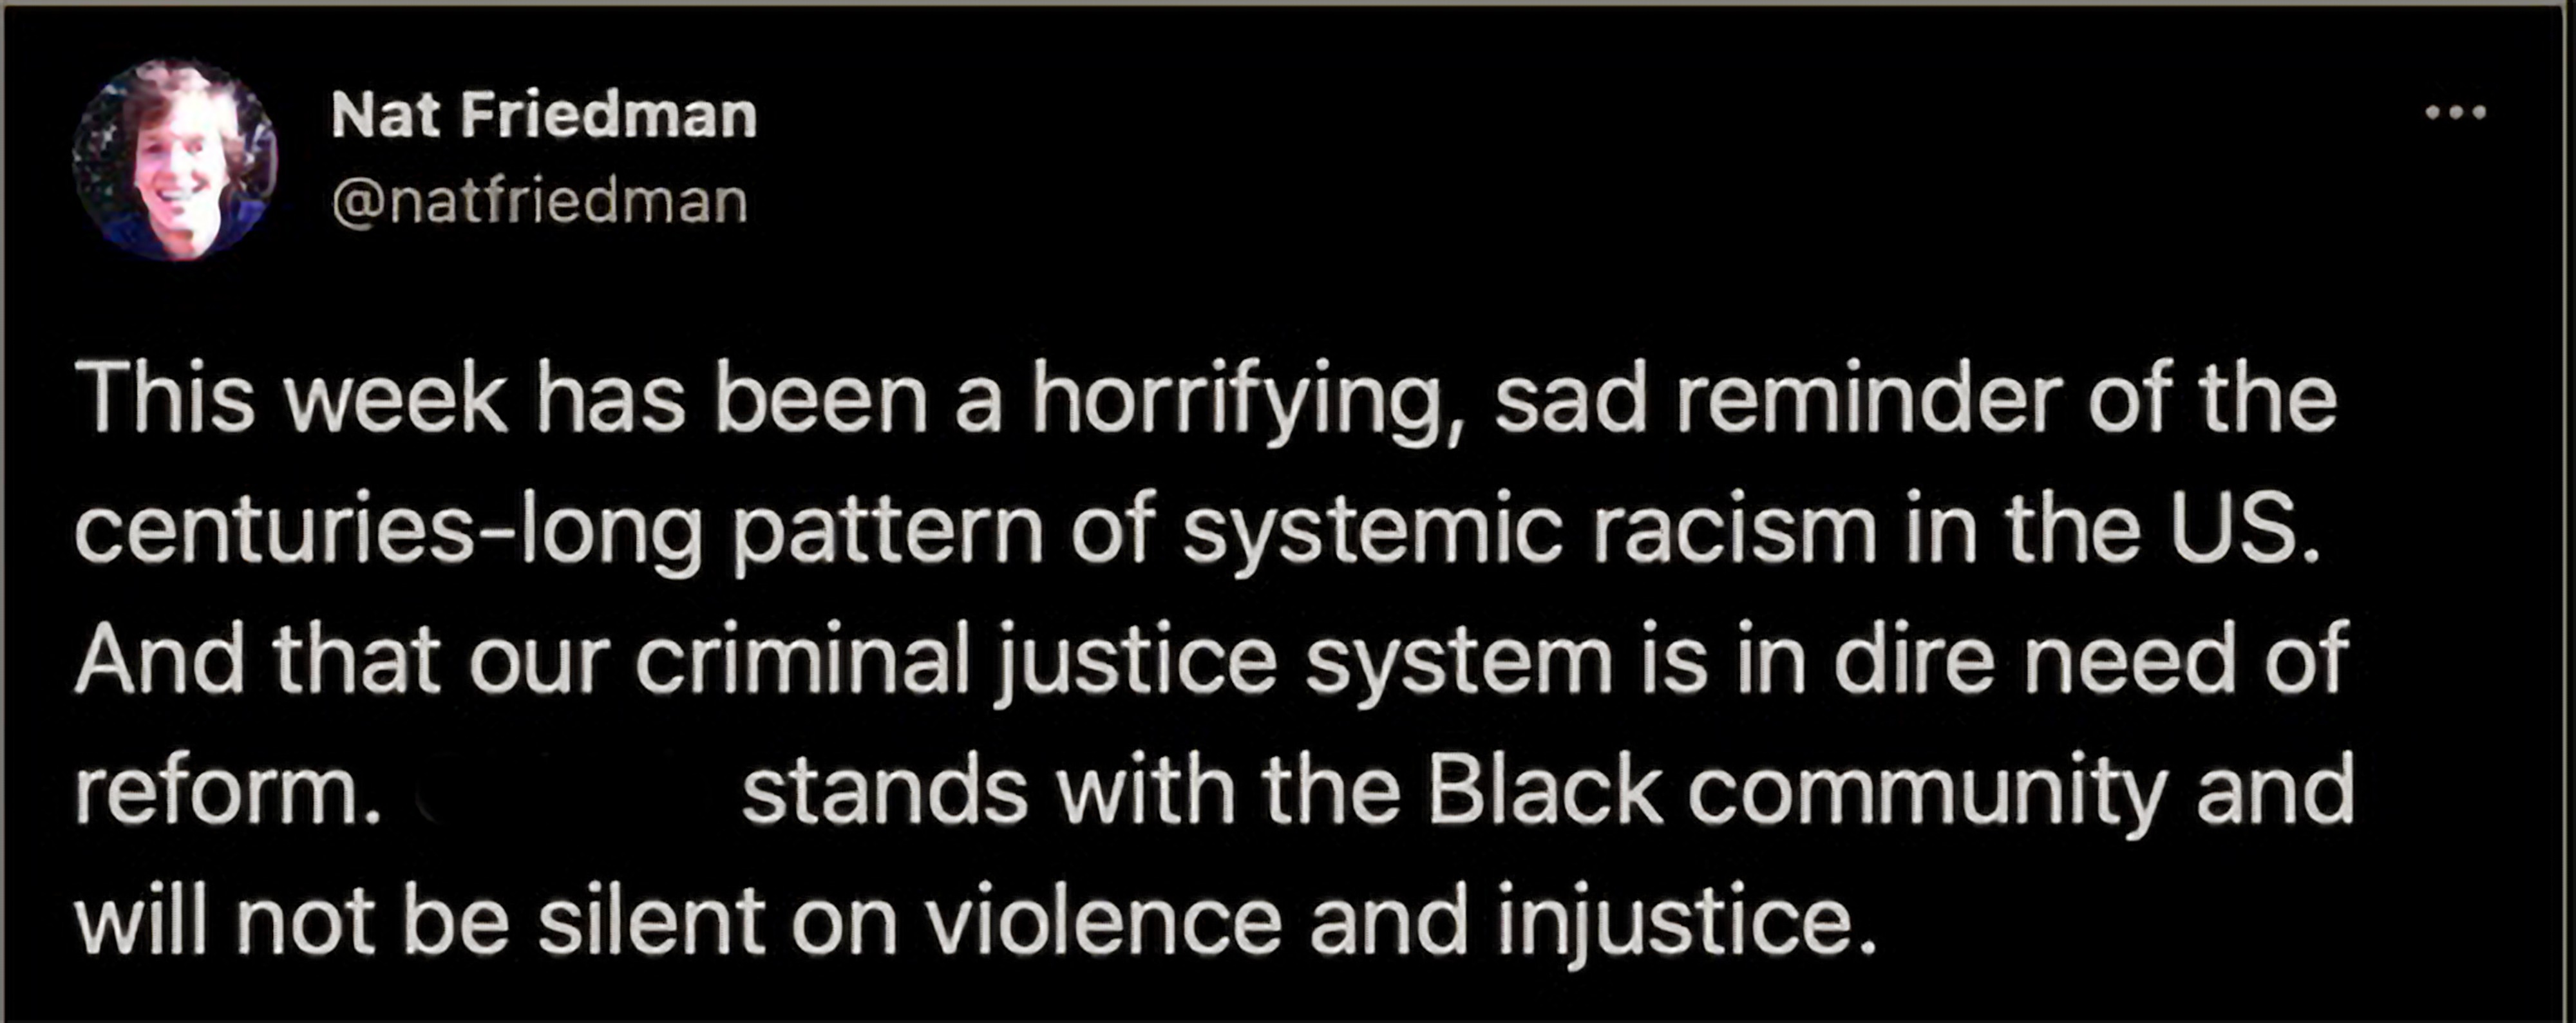 Nat Friedman
@natfriedman
This week has been a horrifying, sad reminder of the
centuries-long pattern of systemic racism in the US.
And that our criminal justice system is in dire need of
reform. stands with the Black community and
will not be silent on violence and injustice.